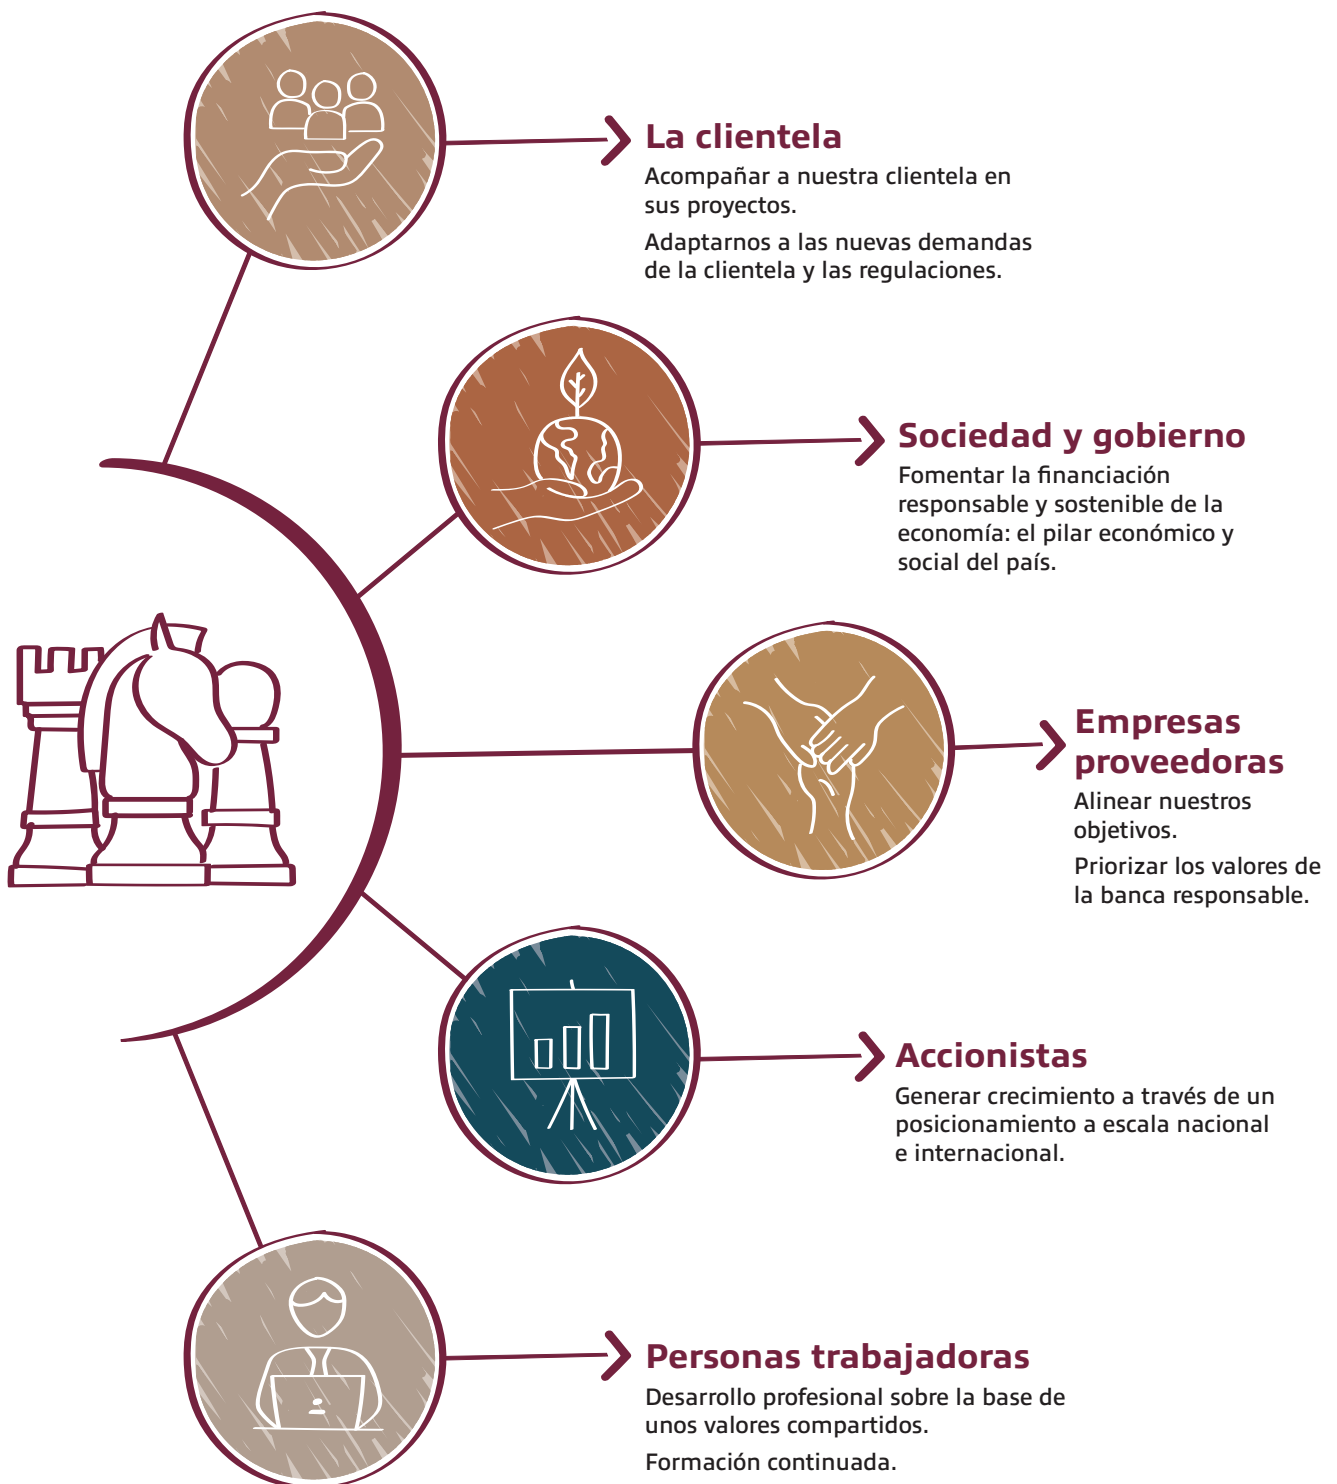 La clientela
Acompañar a nuestra clientela en
sus proyectos.
Adaptarnos a las nuevas demandas
de la clientela y las regulaciones.
Sociedad y gobierno
Fomentar la financiación
responsable y sostenible de la
economía: el pilar económico y
social del país.
Empresas
proveedoras
Alinear nuestros
objetivos.
Priorizar los valores de
la banca responsable.
Accionistas
Generar crecimiento a través de un
posicionamiento a escala nacional
e internacional.
Personas trabajadoras
Desarrollo profesional sobre la base de
unos valores compartidos.
Formación continuada.